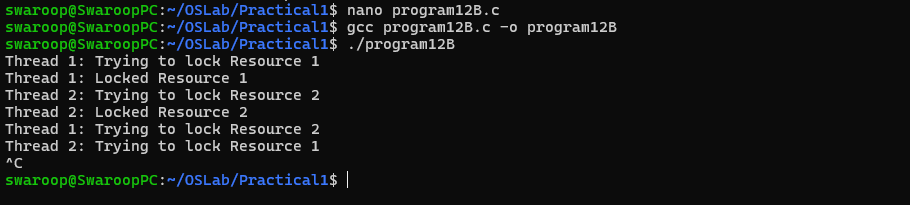 swaroop@SwaroopPC:~/OSLab/Practical1$ nano program12B.c
swaroop@SwaroopPC:~/OSLab/Practical1$ gcc program12B.c -o program12B
swaroop@SwaroopPC:~/OSLab/Practical1$ ./program12B
Thread 1: Trying to lock Resource 1
Thread 1: Locked Resource 1
Thread 2: Trying to lock Resource 2
Thread 2: Locked Resource 2
Thread 1: Trying to lock Resource 2
Thread 2: Trying to lock Resource 1
^C
swaroop@SwaroopPC:~/OSLab/Practical1$